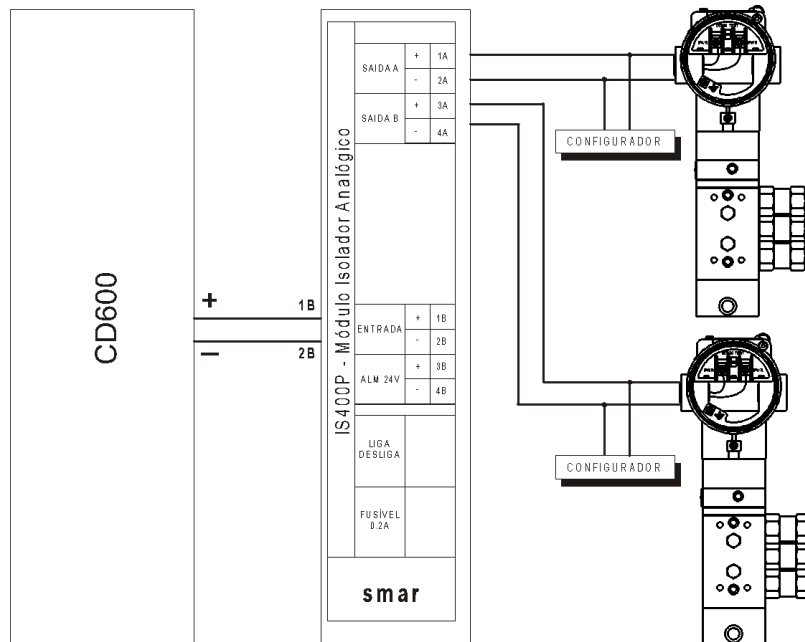 CD600
+
1B
−
2B
IS400P - Módulo Isolador Analógico
SAIDA A
+
1A
-
2A
SAIDA B
+
3A
-
4A
ENTRADA
+
1B
-
2B
ALM 24V
+
3B
-
4B
LIGA
DESLIGA
FUSÍVEL
0.2A
smar
CONFIGURADOR
CONFIGURADOR